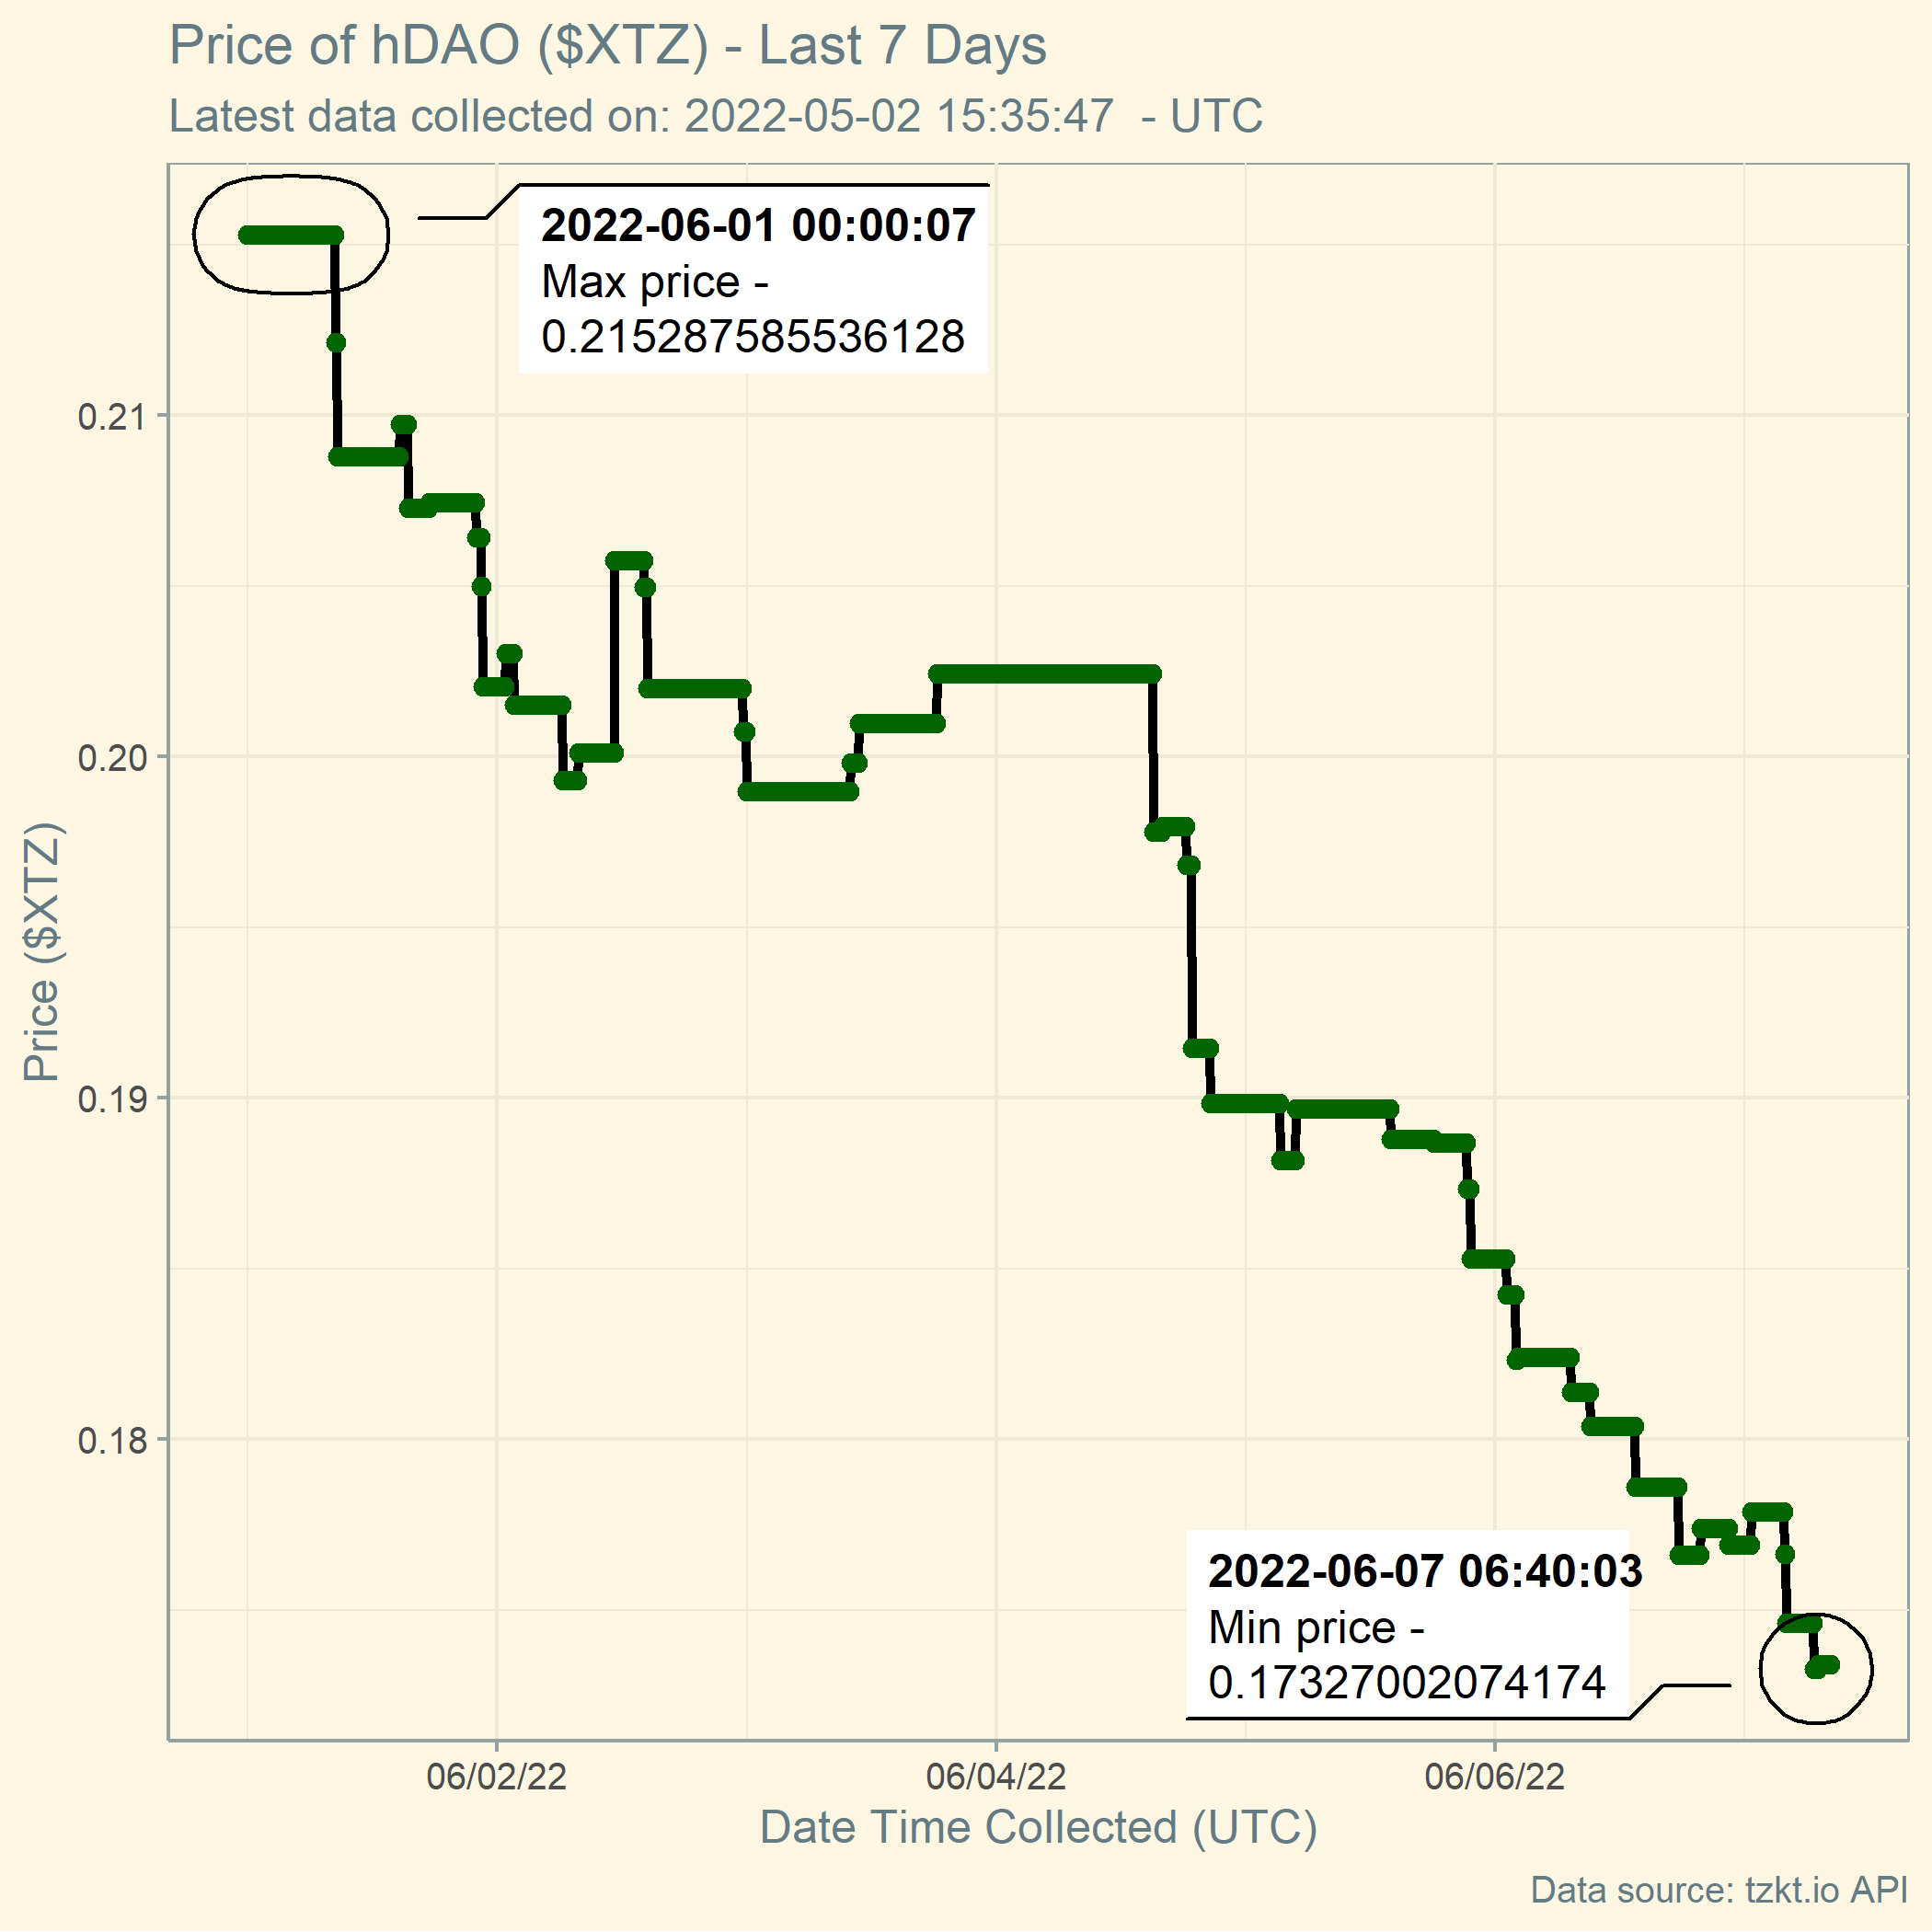 Price of hDAO ($XTZ) - Last 7 Days
Latest data collected on: 2022-05-02 15:35:47  - UTC
2022-06-01 00:00:07
Max price -
0.215287585536128
0.21
0.20
0.19
0.18
Price ($XTZ)
2022-06-07 06:40:03
Min price -
0.17327002074174
06/02/22
06/04/22
06/06/22
Date Time Collected (UTC)
Data source: tzkt.io API